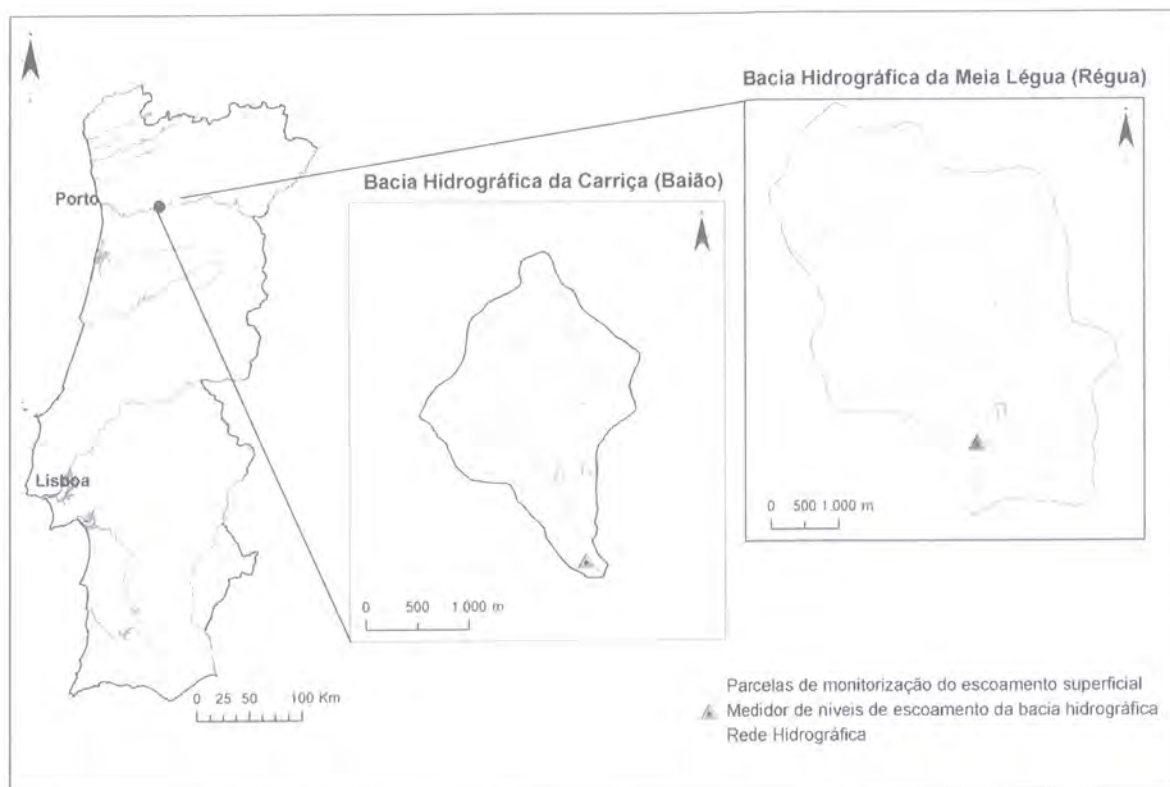 Bacia Hidrográfica da Meia Légua (Régua)
Bacia Hidrográfica da Carriça (Baião)
Porto
Lisboa
0 500 1.000 m
0 500 1.000 m
0 25 50 100 Km
Parcelas de monitorização do escoamento superficial
Medidor de níveis de escoamento da bacia hidrográfica
Rede Hidrográfica